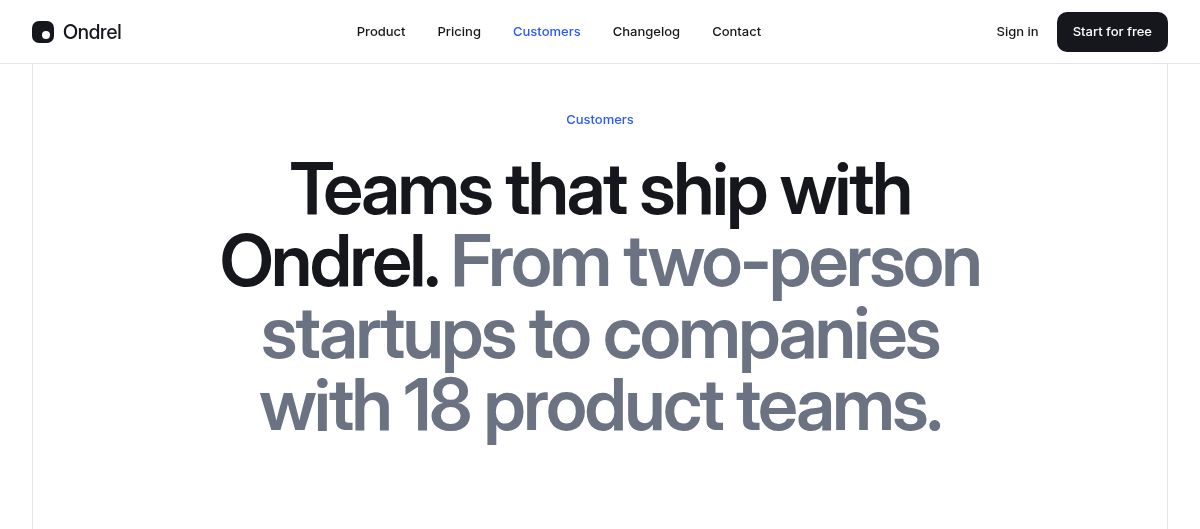 Ondrel
Product
Pricing
Customers
Changelog
Contact
Sign in
Start for free
Customers
Teams that ship with
Ondrel. From two-person
startups to companies
with 18 product teams.